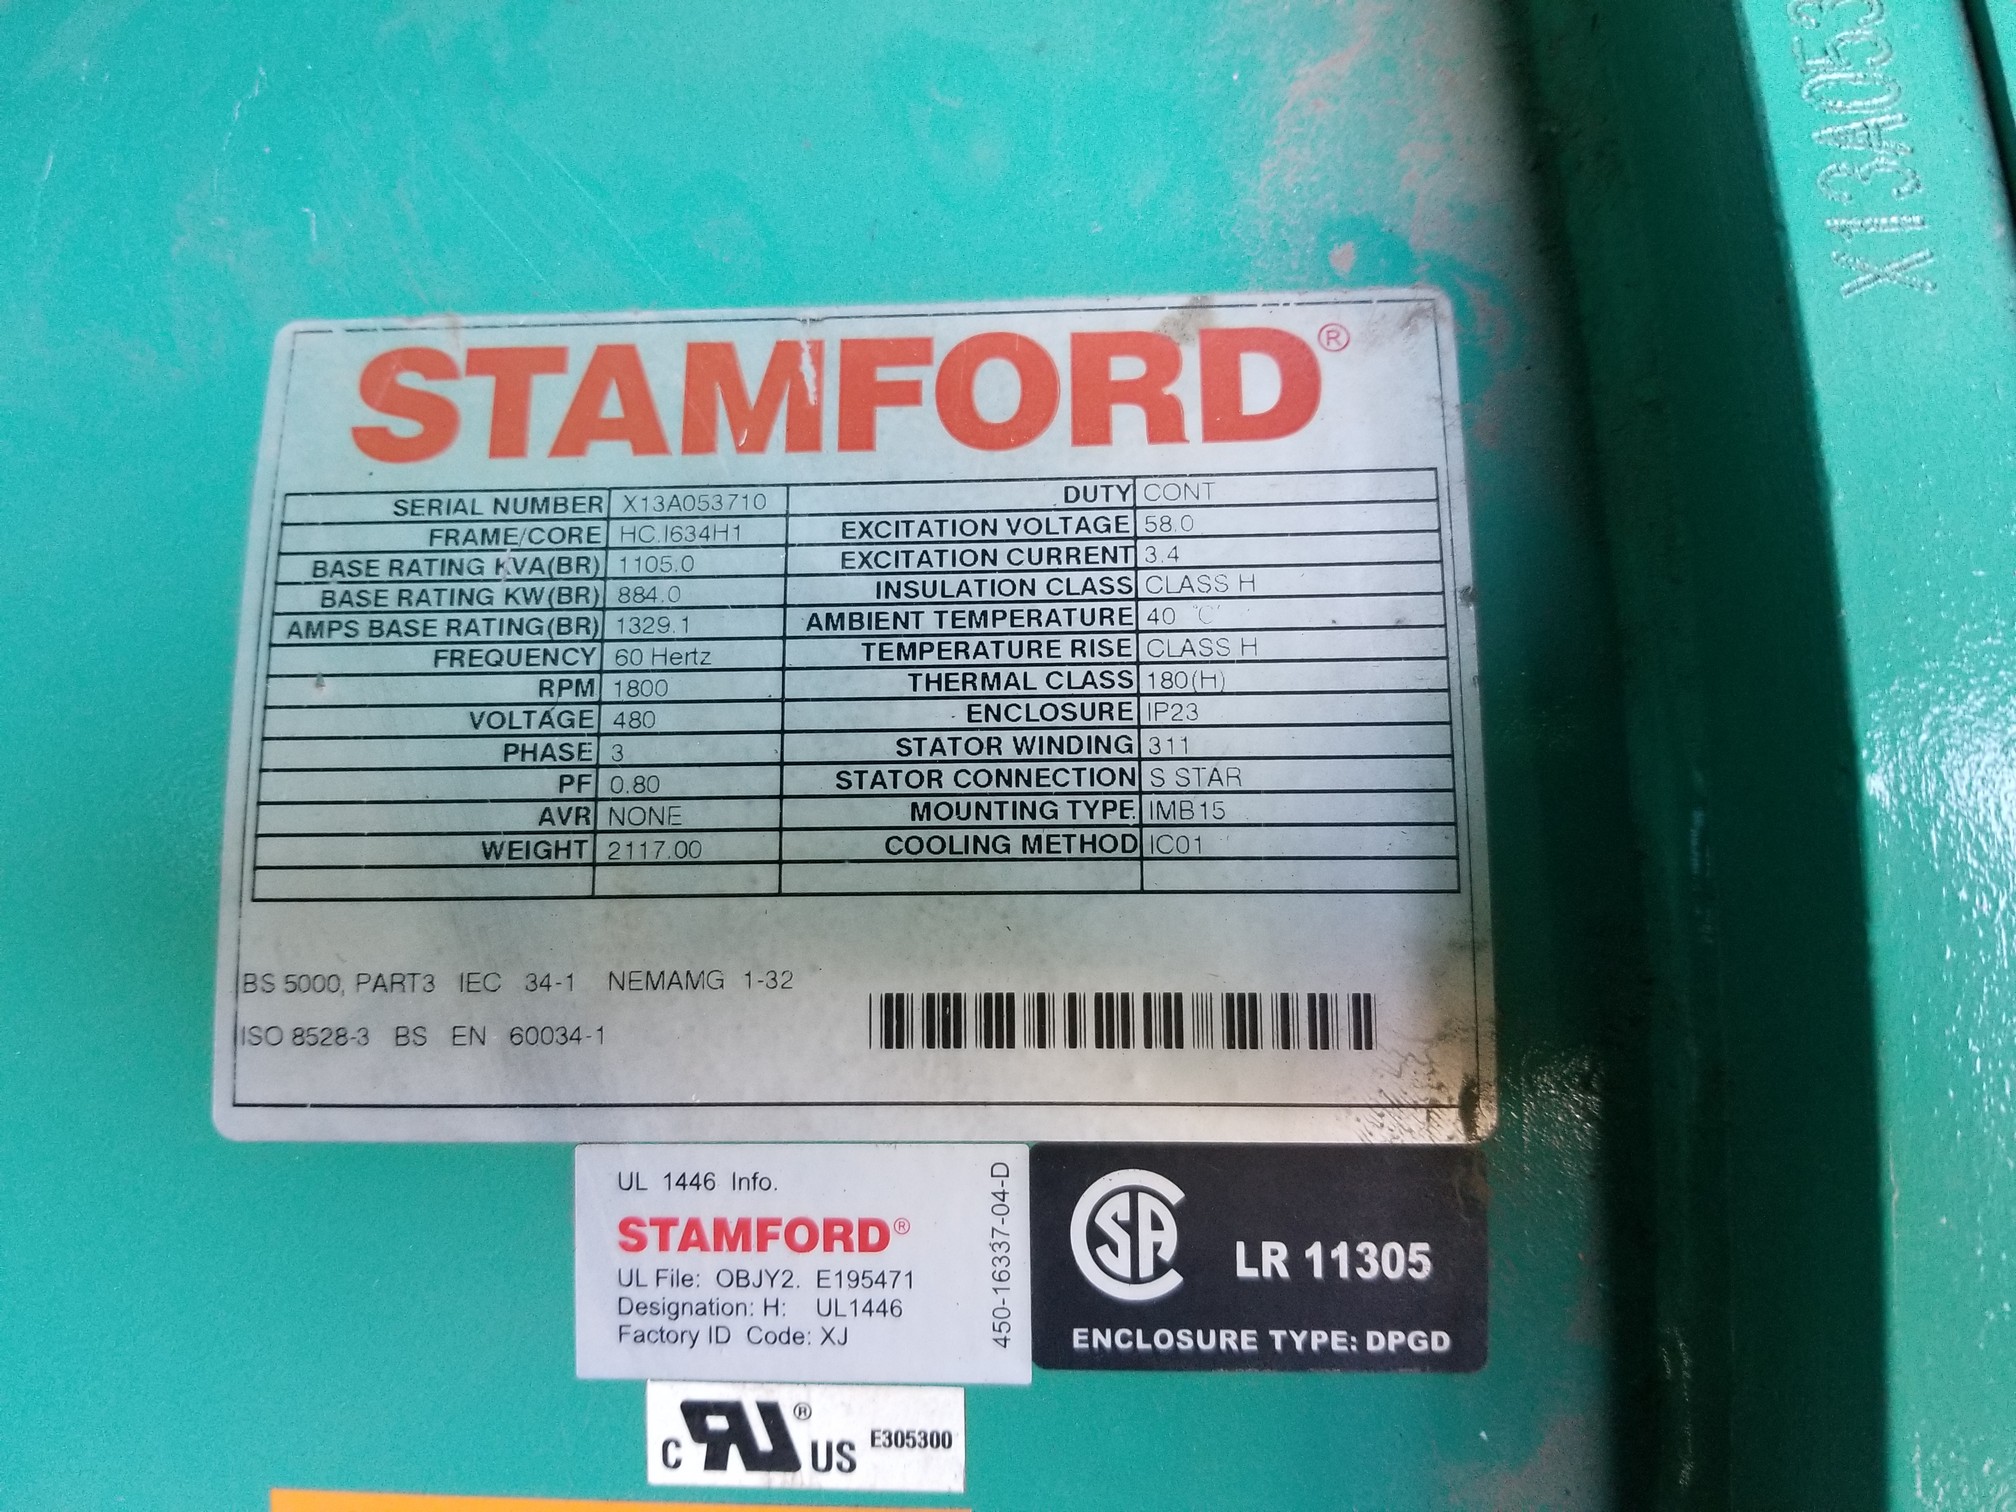 X13A053
STAMFORD®
SERIAL NUMBER X13A053710 DUTY CONT
FRAME/CORE HC.I634H1 EXCITATION VOLTAGE 58.0
BASE RATING KVA(BR) 1105.0 EXCITATION CURRENT 3.4
BASE RATING KW(BR) 884.0 INSULATION CLASS CLASS H
AMPS BASE RATING(BR) 1329.1 AMBIENT TEMPERATURE 40 °C
FREQUENCY 60 Hertz TEMPERATURE RISE CLASS H
RPM 1800 THERMAL CLASS 180(H)
VOLTAGE 480 ENCLOSURE IP23
PHASE 3 STATOR WINDING 311
PF 0.80 STATOR CONNECTION S STAR
AVR NONE MOUNTING TYPE IMB15
WEIGHT 2117.00 COOLING METHOD IC01
BS 5000, PART3 IEC 34-1 NEMAMG 1-32
ISO 8528-3 BS EN 60034-1
UL 1446 Info.
STAMFORD®
UL File: OBJY2. E195471
Designation: H: UL1446
Factory ID Code: XJ
450-16337-04-D
CSA
LR 11305
ENCLOSURE TYPE: DPGD
C RU® US E305300